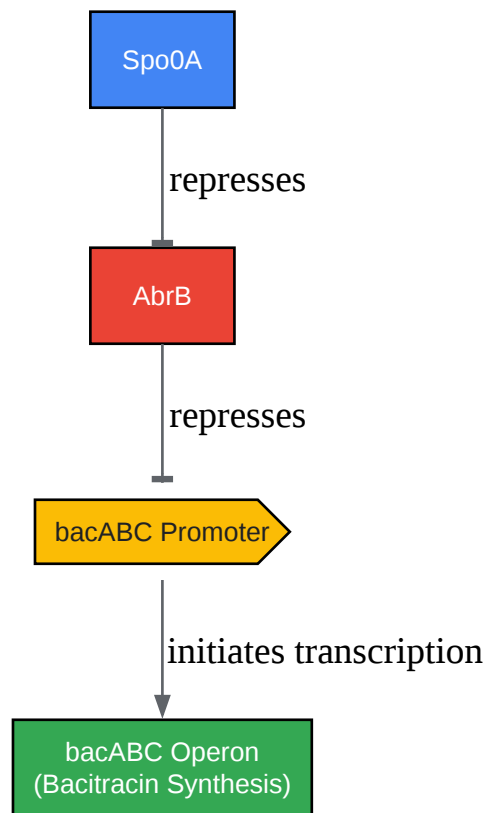 Spo0A
represses
AbrB
represses
bacABC Promoter
initiates transcription
bacABC Operon
(Bacitracin Synthesis)